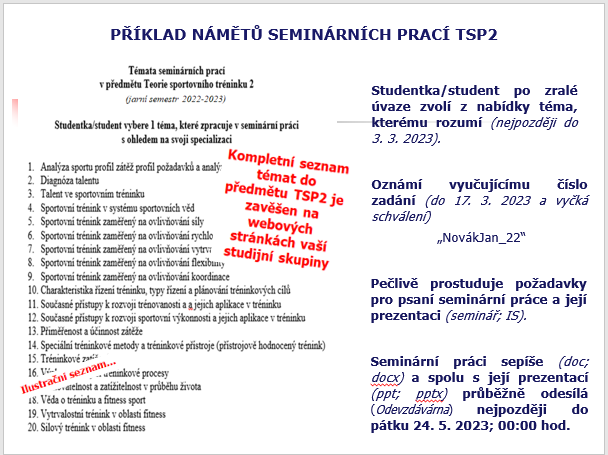 PŘÍKLAD NÁMĚTŮ SEMINÁRNÍCH PRACÍ TSP2
Témata seminárních prací
v předmětu Teorie sportovního tréninku 2
(jarní semestr 2022-2023)
Studentka/student vybere 1 téma, které zpracuje v seminární práci
s ohledem na svoji specializaci
1. Analýza sportu profil zátěž profil požadavků a analýz
2. Diagnóza talentu
3. Talent ve sportovním tréninku
4. Sportovní trénink v systému sportovních věd
5. Sportovní trénink zaměřený na ovlivňování síly
6. Sportovní trénink zaměřený na ovlivňování rychlo
7. Sportovní trénink zaměřený na ovlivňování vytrv
8. Sportovní trénink zaměřený na ovlivňování flexibility
9. Sportovní trénink zaměřený na ovlivňování koordinace
10. Charakteristika řízení tréninku, typy řízení a plánování tréninkových cílů
11. Současné přístupy k rozvoji trénovanosti a a jejich aplikace v tréninku
12. Současné přístupy k rozvoji sportovní výkonnosti a jejich aplikace v tréninku
13. Přiměřenost a účinnost zátěže
14. Speciální tréninkové metody a tréninkové přístroje (přístrojově hodnocený trénink)
15. Tréninkové
16. tréninkové procesy
vatelnost a zatížitelnost v průběhu života
18. Věda o tréninku a fitness sport
19. Vytrvalostní trénink v oblasti fitness
20. Silový trénink v oblasti fitness
Kompletní seznam
témat do
předmětu TSP2 je
zavěšen na
webových
stránkách vaší
studijní skupiny
Ilustrační seznam...
Studentka/student po zralé
úvaze zvolí z nabídky téma,
kterému rozumí (nejpozději do
3. 3. 2023).
Oznámí vyučujícímu číslo
zadání (do 17. 3. 2023 a vyčká
schválení)
„NovákJan_22“
Pečlivě prostuduje požadavky
pro psaní seminární práce a její
prezentaci (seminář; IS).
Seminární práci sepíše (doc;
docx) a spolu s její prezentací
(ppt; pptx) průběžně odesílá
(Odevzdávárna) nejpozději do
pátku 24. 5. 2023; 00:00 hod.